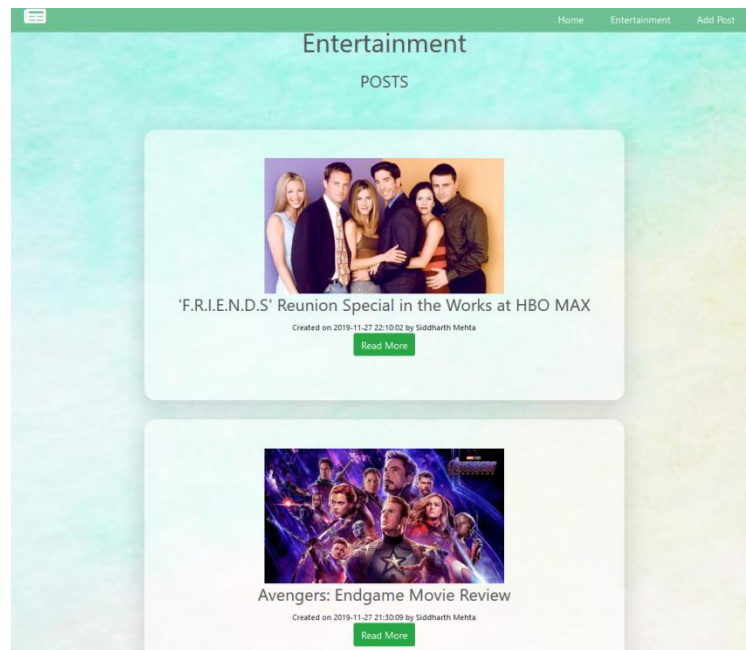 Home Entertainment Add Post
Entertainment
POSTS
'F.R.I.E.N.D.S' Reunion Special in the Works at HBO MAX
Created on 2019-11-27 22:10:02 by Siddharth Mehta
Read More
Avengers: Endgame Movie Review
Created on 2019-11-27 21:30:09 by Siddharth Mehta
Read More